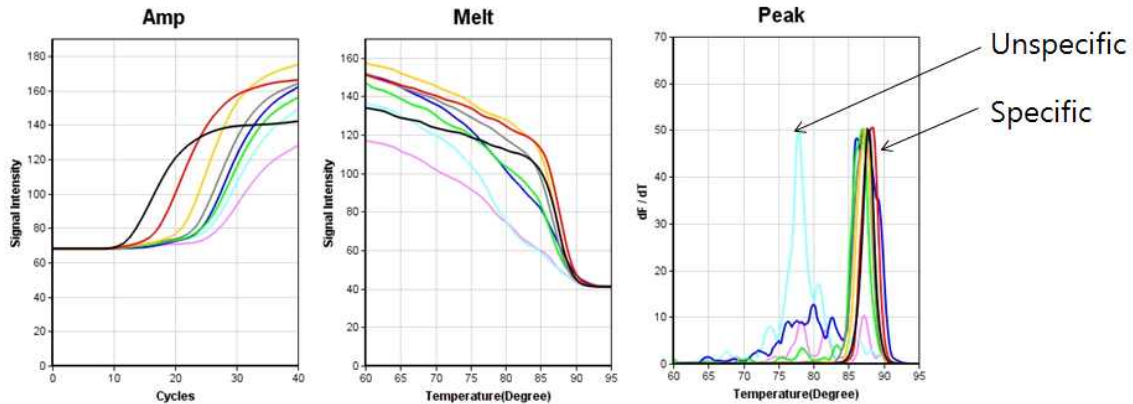 Amp
Signal Intensity
180
160
140
120
100
80
60
40
20
0
0 10 20 30 40
Cycles
Melt
Signal Intensity
160
140
120
100
80
60
40
20
0
60 65 70 75 80 85 90 95
Temperature(Degree)
Peak
dF / dT
70
60
50
40
30
20
10
0
60 65 70 75 80 85 90 95
Temperature(Degree)
Unspecific
Specific